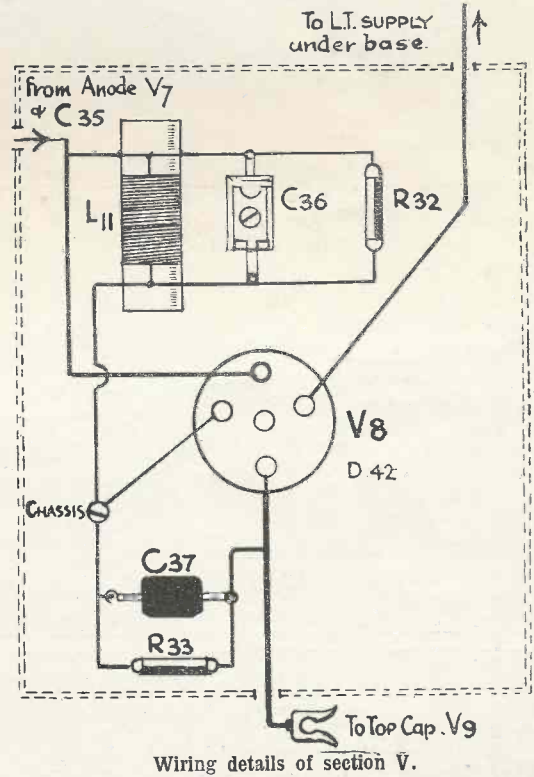 To L.T. SUPPLY
under base.
from Anode V7
& C35
L11
C36
R32
V8
D 42
CHASSIS
C37
R33
To Top Cap. V9
Wiring details of section V.